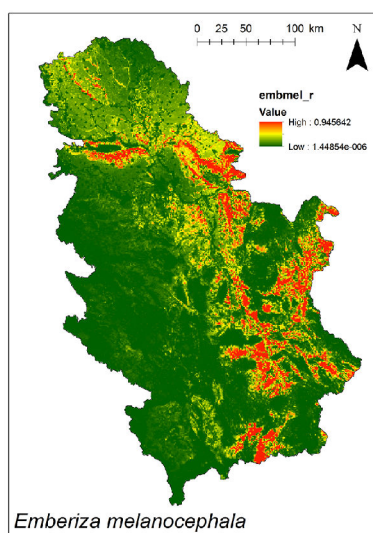 0 25 50 100 km
N
embmel_r
Value
High : 0.945642
Low : 1.44854e-006
Emberiza melanocephala